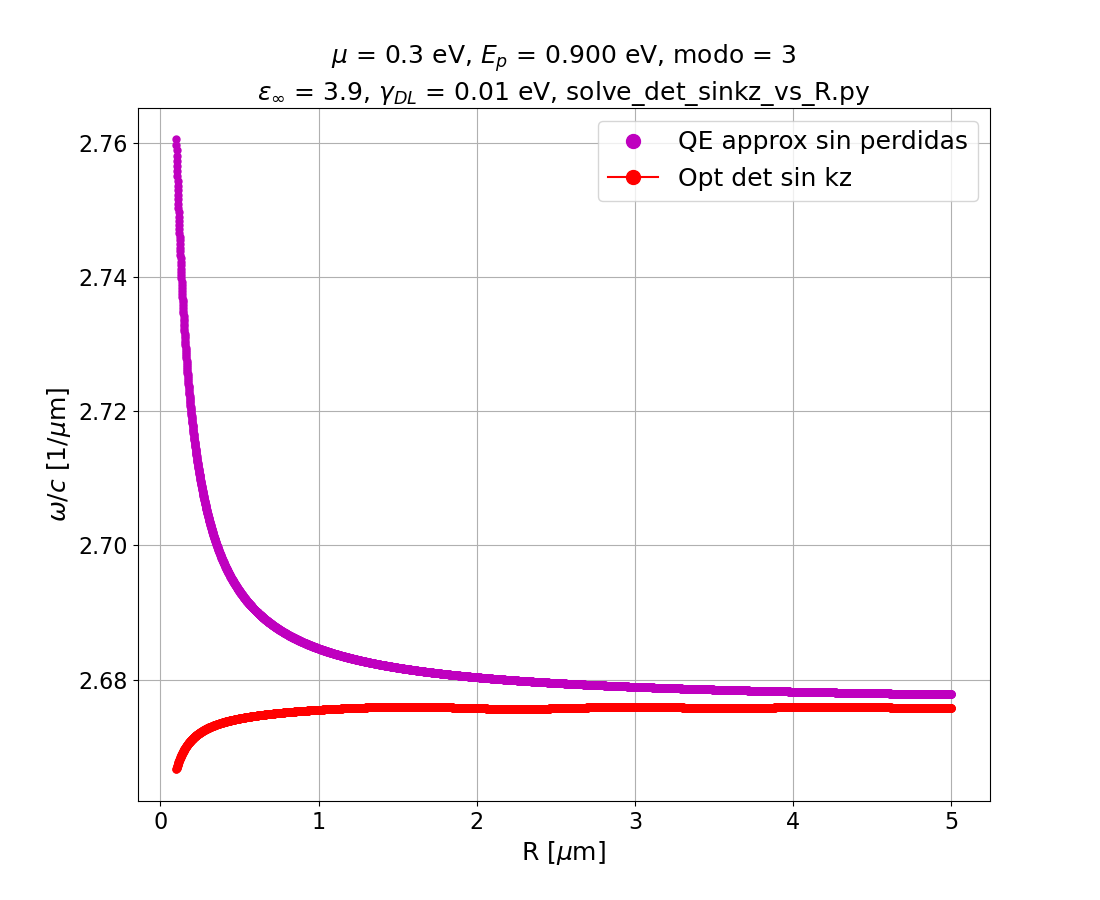 μ = 0.3 eV, E_p = 0.900 eV, modo = 3
ε_∞ = 3.9, γ_DL = 0.01 eV, solve_det_sinkz_vs_R.py
QE approx sin perdidas
Opt det sin kz
2.76
2.74
2.72
2.70
2.68
ω/c [1/μm]
0 1 2 3 4 5
R [μm]